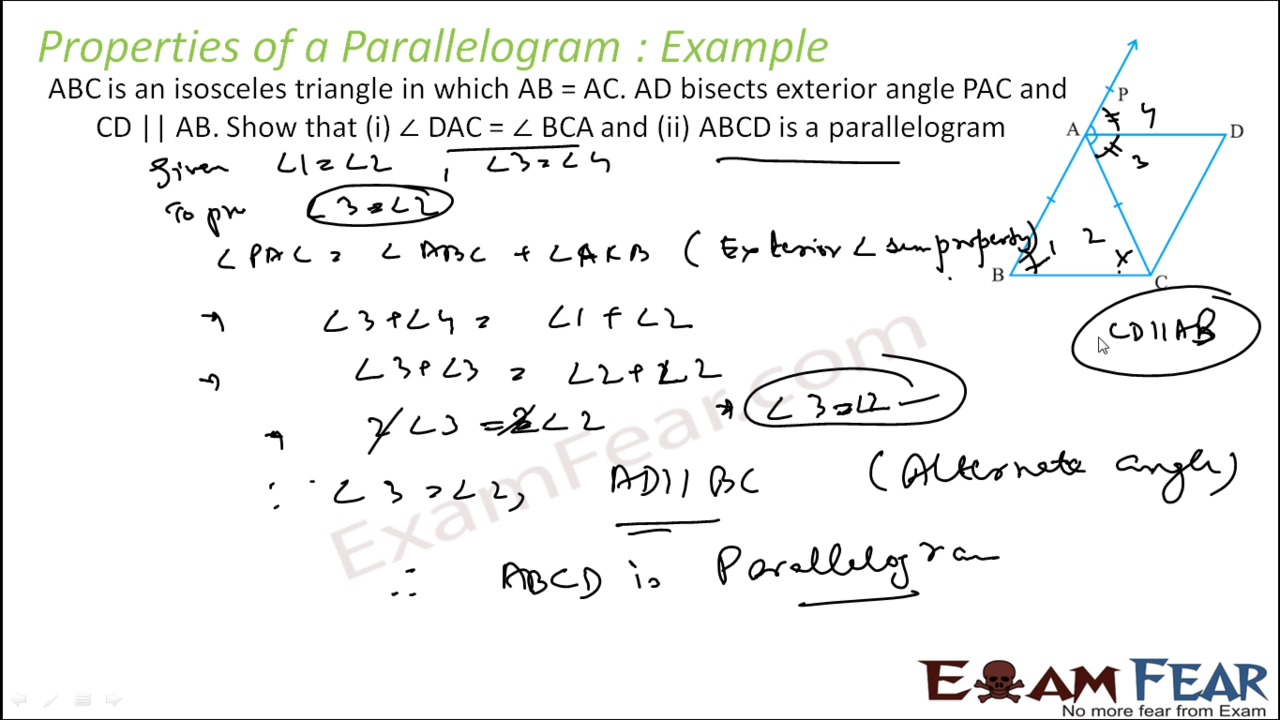 Properties of a Parallelogram : Example
ABC is an isosceles triangle in which AB = AC. AD bisects exterior angle PAC and
CD || AB. Show that (i) ∠ DAC = ∠ BCA and (ii) ABCD is a parallelogram
Given ∠1 = ∠2 , ∠3 = ∠4
To pr ∠3 = ∠2
∠PAC = ∠ABC + ∠ACB (Exterior ∠ sum property)
→ ∠3 + ∠4 = ∠1 + ∠2
→ ∠3 + ∠3 = ∠2 + ∠2
→ 2∠3 = 2∠2 → ∠3 = ∠2
∴ ∠3 = ∠2, AD || BC (Alternate angle)
∴ ABCD is Parallelogram
P
4
A
D
3
1
2
B
C
CD || AB
ExamFear.com
EXAM FEAR
No more fear from Exam